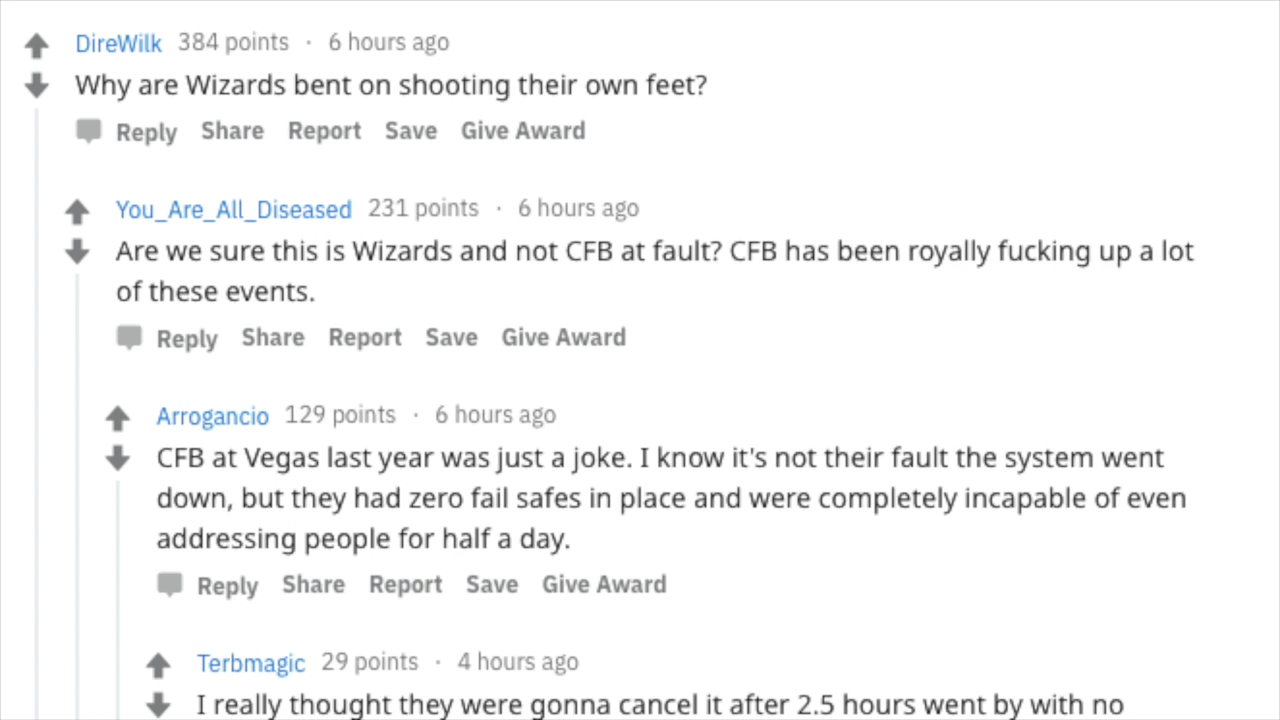 DireWilk 384 points · 6 hours ago
Why are Wizards bent on shooting their own feet?
Reply Share Report Save Give Award
You_Are_All_Diseased 231 points · 6 hours ago
Are we sure this is Wizards and not CFB at fault? CFB has been royally fucking up a lot
of these events.
Reply Share Report Save Give Award
Arrogancio 129 points · 6 hours ago
CFB at Vegas last year was just a joke. I know it's not their fault the system went
down, but they had zero fail safes in place and were completely incapable of even
addressing people for half a day.
Reply Share Report Save Give Award
Terbmagic 29 points · 4 hours ago
I really thought they were gonna cancel it after 2.5 hours went by with no